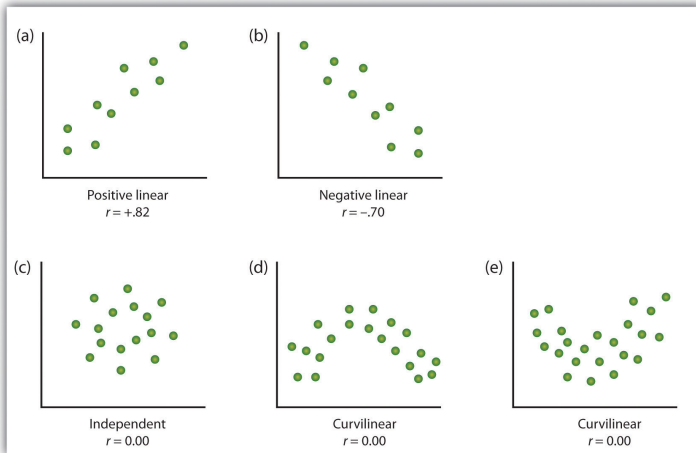 (a)
Positive linear
r = +.82
(b)
Negative linear
r = –.70
(c)
Independent
r = 0.00
(d)
Curvilinear
r = 0.00
(e)
Curvilinear
r = 0.00